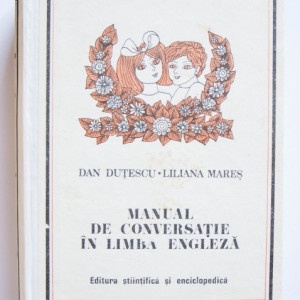 DAN DUȚESCU • LILIANA MAREȘ
MANUAL
DE CONVERSAȚIE
ÎN LIMBA ENGLEZĂ
Editura științifică și enciclopedică